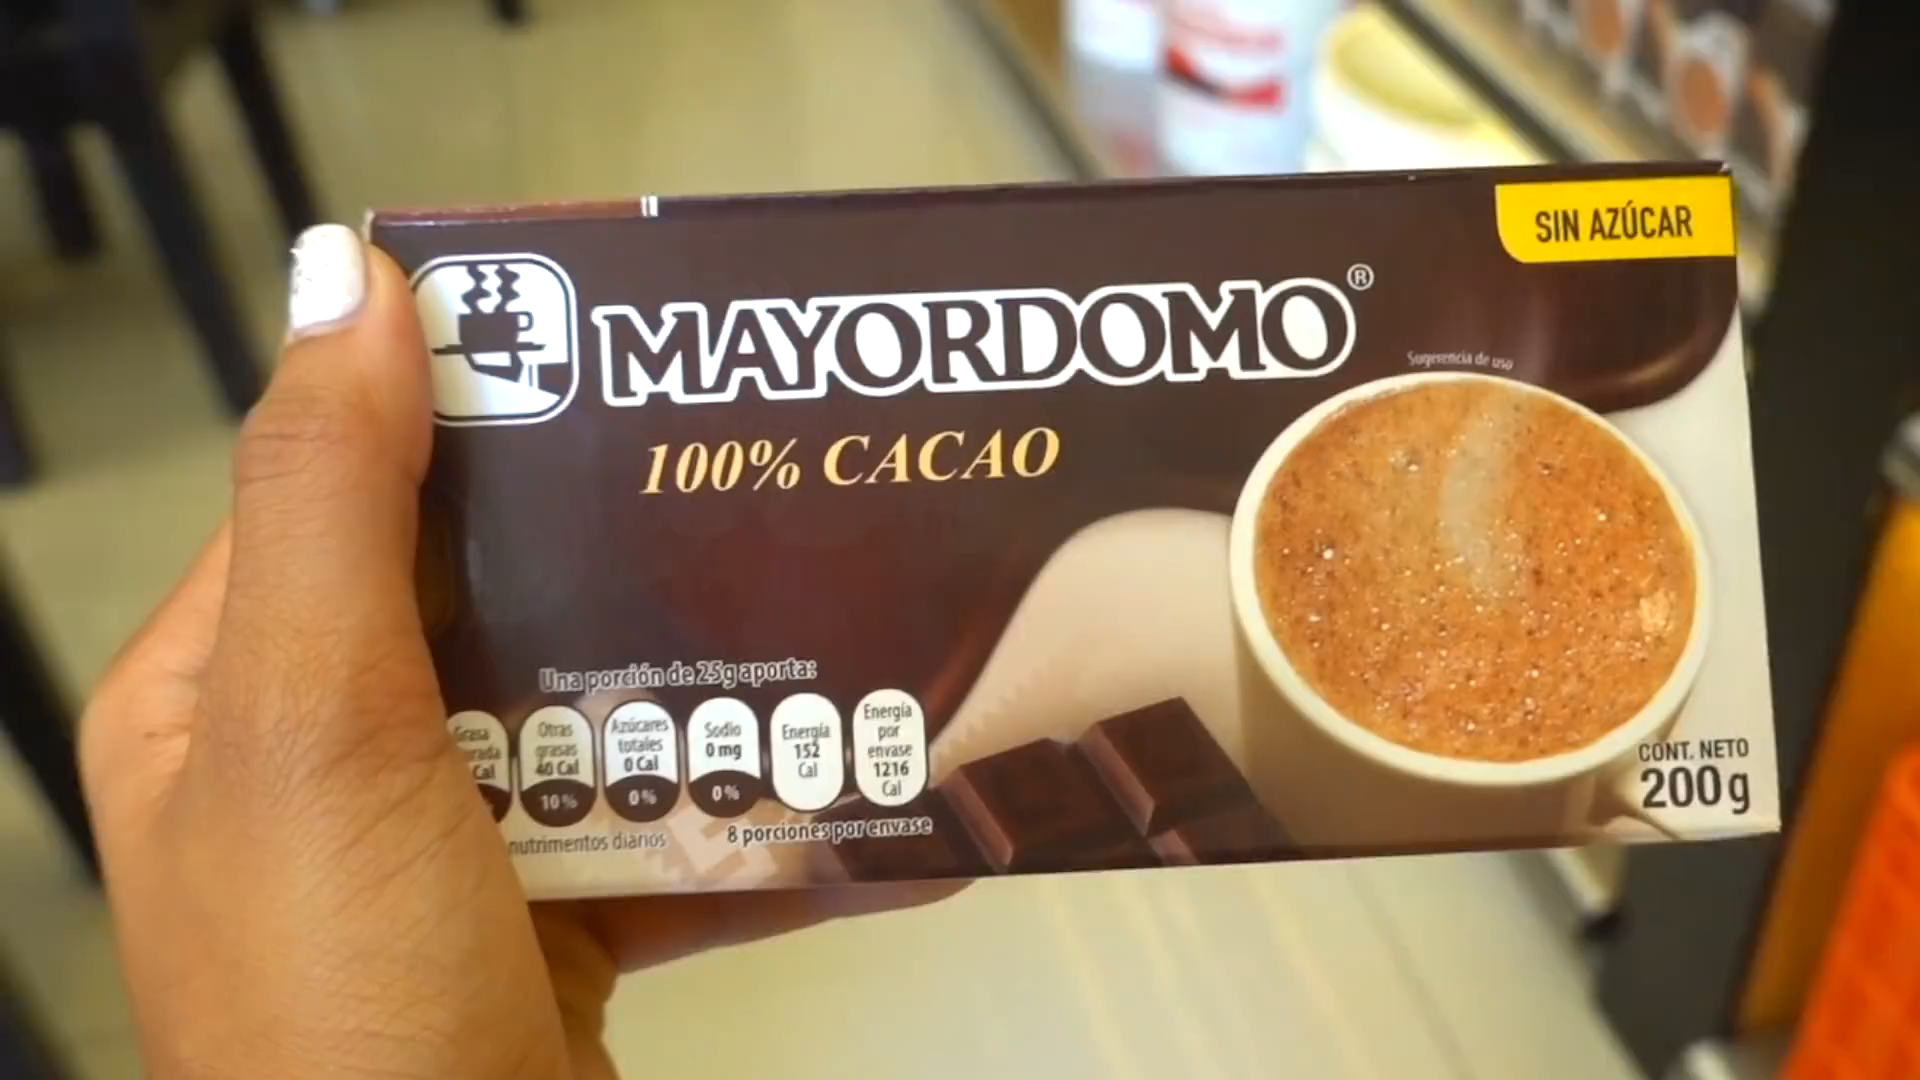 SIN AZÚCAR
MAYORDOMO®
100% CACAO
Sugerencia de uso
Una porción de 25g aporta:
Grasa
Cal
Otras grasas 40 Cal 10%
Azúcares totales 0 Cal 0%
Sodio 0 mg 0%
Energía 152 Cal
Energía por envase 1216 Cal
nutrimentos diarios
8 porciones por envase
CONT. NETO
200g